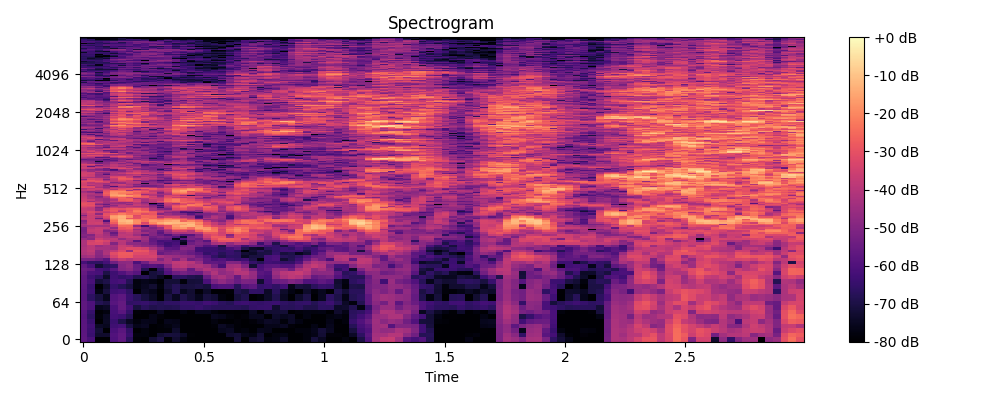 Spectrogram
Hz
4096
2048
1024
512
256
128
64
0
0
0.5
1
1.5
2
2.5
Time
+0 dB
-10 dB
-20 dB
-30 dB
-40 dB
-50 dB
-60 dB
-70 dB
-80 dB